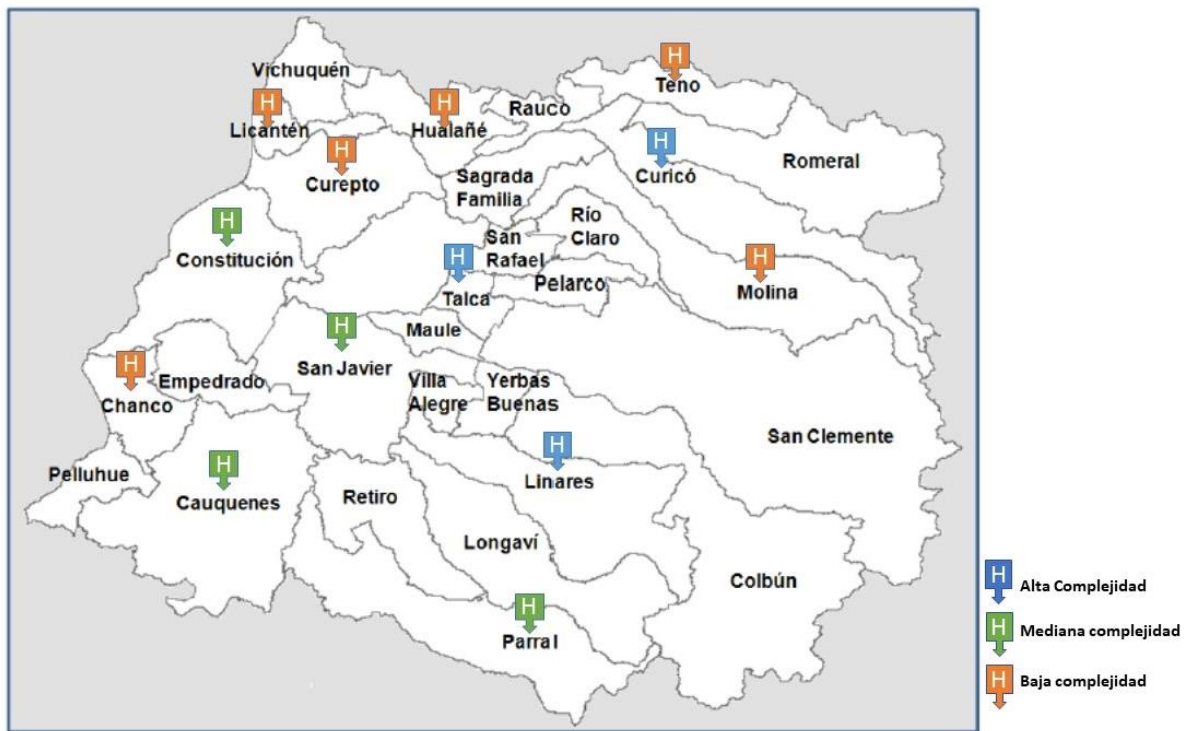 H
Teno
Vichuquén
H
Licantén
H
Hualañé
Rauco
H
Curicó
Romeral
H
Curepto
Sagrada
Familia
H
Constitución
Río
Claro
San
Rafael
H
Talca
Pelarco
H
Molina
H
San Javier
Maule
H
Chanco
Empedrado
Villa
Alegre
Yerbas
Buenas
San Clemente
Pelluhue
H
Cauquenes
H
Linares
Retiro
Longaví
Colbún
H
Parral
H Alta Complejidad
H Mediana complejidad
H Baja complejidad